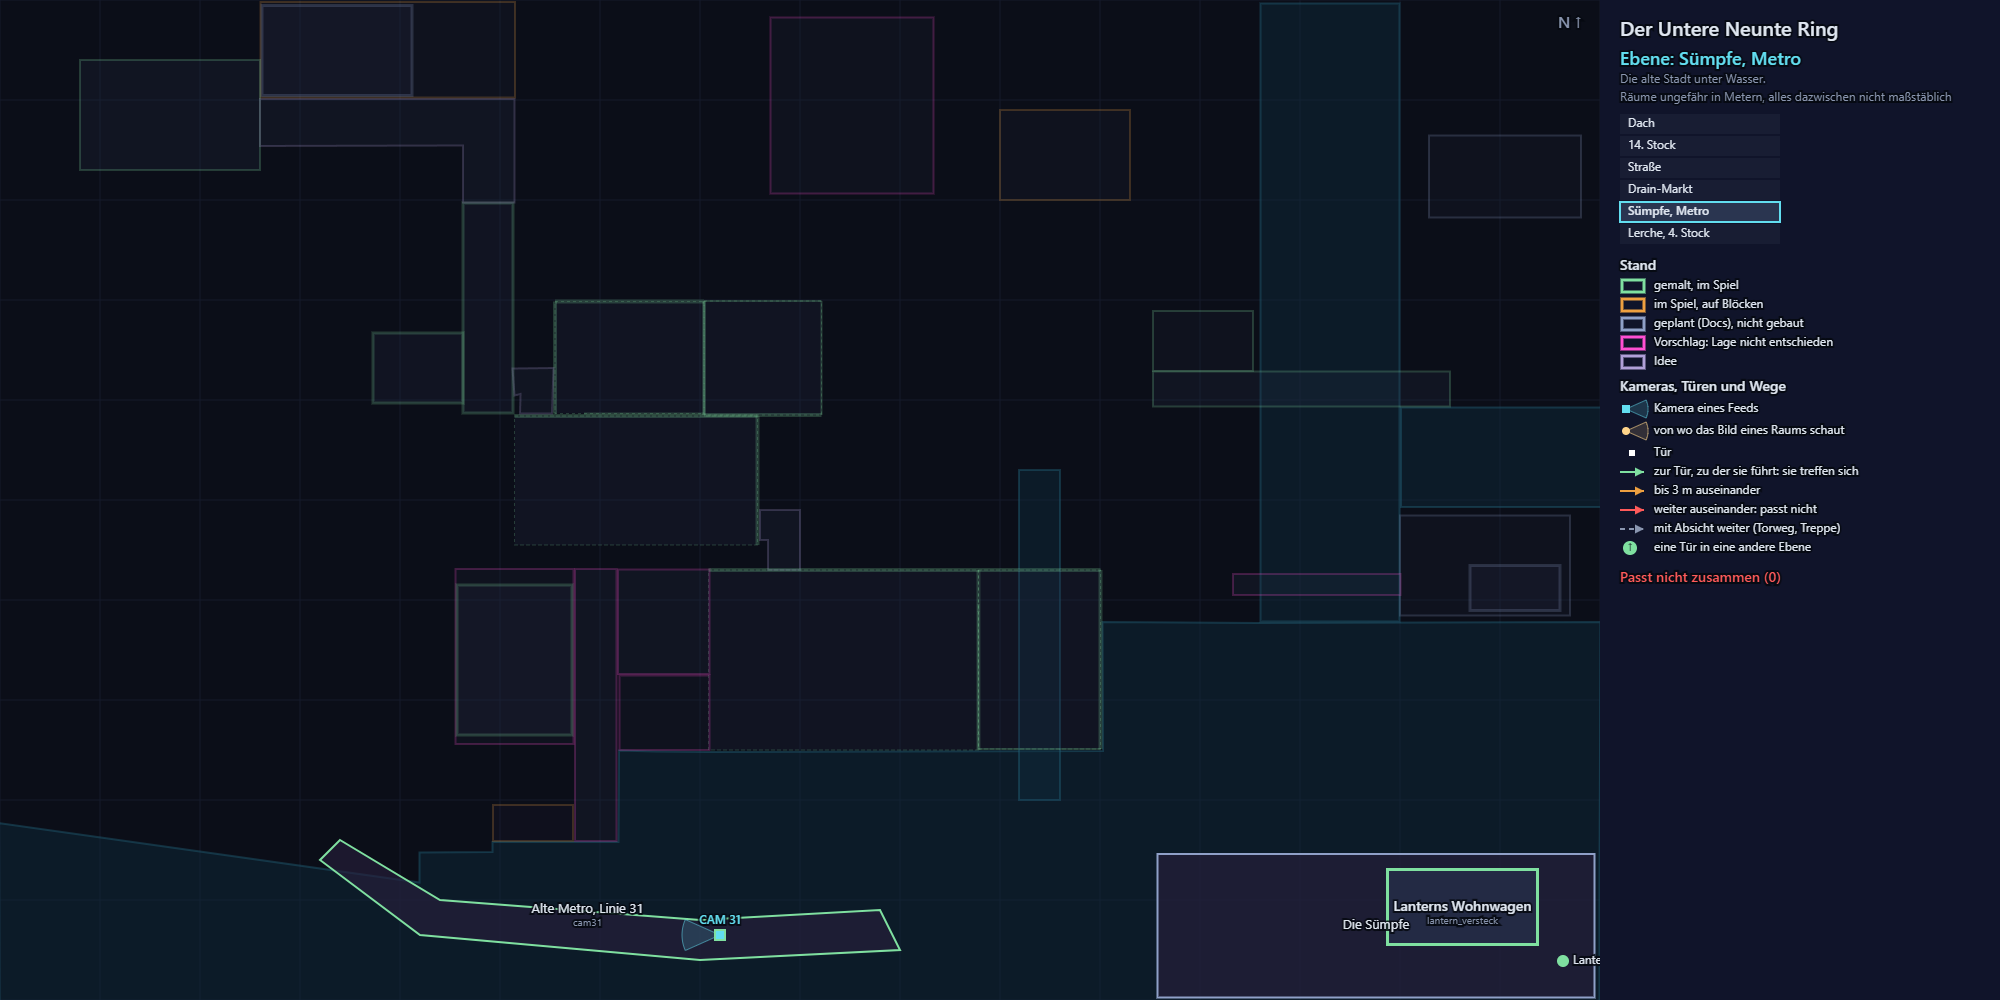 N ↑
Der Untere Neunte Ring
Ebene: Sümpfe, Metro
Die alte Stadt unter Wasser.
Räume ungefähr in Metern, alles dazwischen nicht maßstäblich
Dach
14. Stock
Straße
Drain-Markt
Sümpfe, Metro
Lerche, 4. Stock
Stand
gemalt, im Spiel
im Spiel, auf Blöcken
geplant (Docs), nicht gebaut
Vorschlag: Lage nicht entschieden
Idee
Kameras, Türen und Wege
Kamera eines Feeds
von wo das Bild eines Raums schaut
Tür
zur Tür, zu der sie führt: sie treffen sich
bis 3 m auseinander
weiter auseinander: passt nicht
mit Absicht weiter (Torweg, Treppe)
↑ eine Tür in eine andere Ebene
Passt nicht zusammen (0)
Alte Metro, Linie 31
cam31
CAM 31
Lanterns Wohnwagen
lantern_versteck
Die Sümpfe
Lante